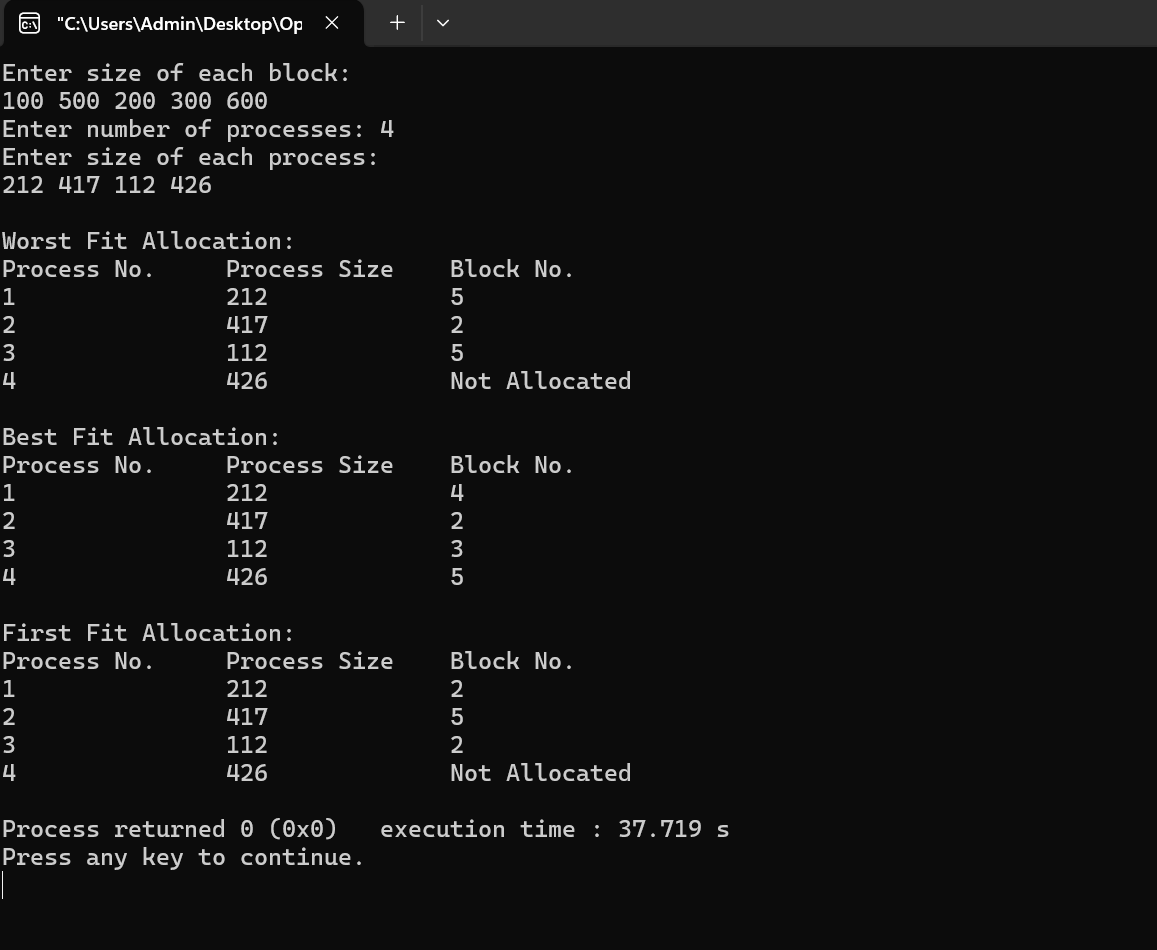 "C:\Users\Admin\Desktop\Op
Enter size of each block:
100 500 200 300 600
Enter number of processes: 4
Enter size of each process:
212 417 112 426
Worst Fit Allocation:
Process No. Process Size Block No.
1 212 5
2 417 2
3 112 5
4 426 Not Allocated
Best Fit Allocation:
Process No. Process Size Block No.
1 212 4
2 417 2
3 112 3
4 426 5
First Fit Allocation:
Process No. Process Size Block No.
1 212 2
2 417 5
3 112 2
4 426 Not Allocated
Process returned 0 (0x0) execution time : 37.719 s
Press any key to continue.